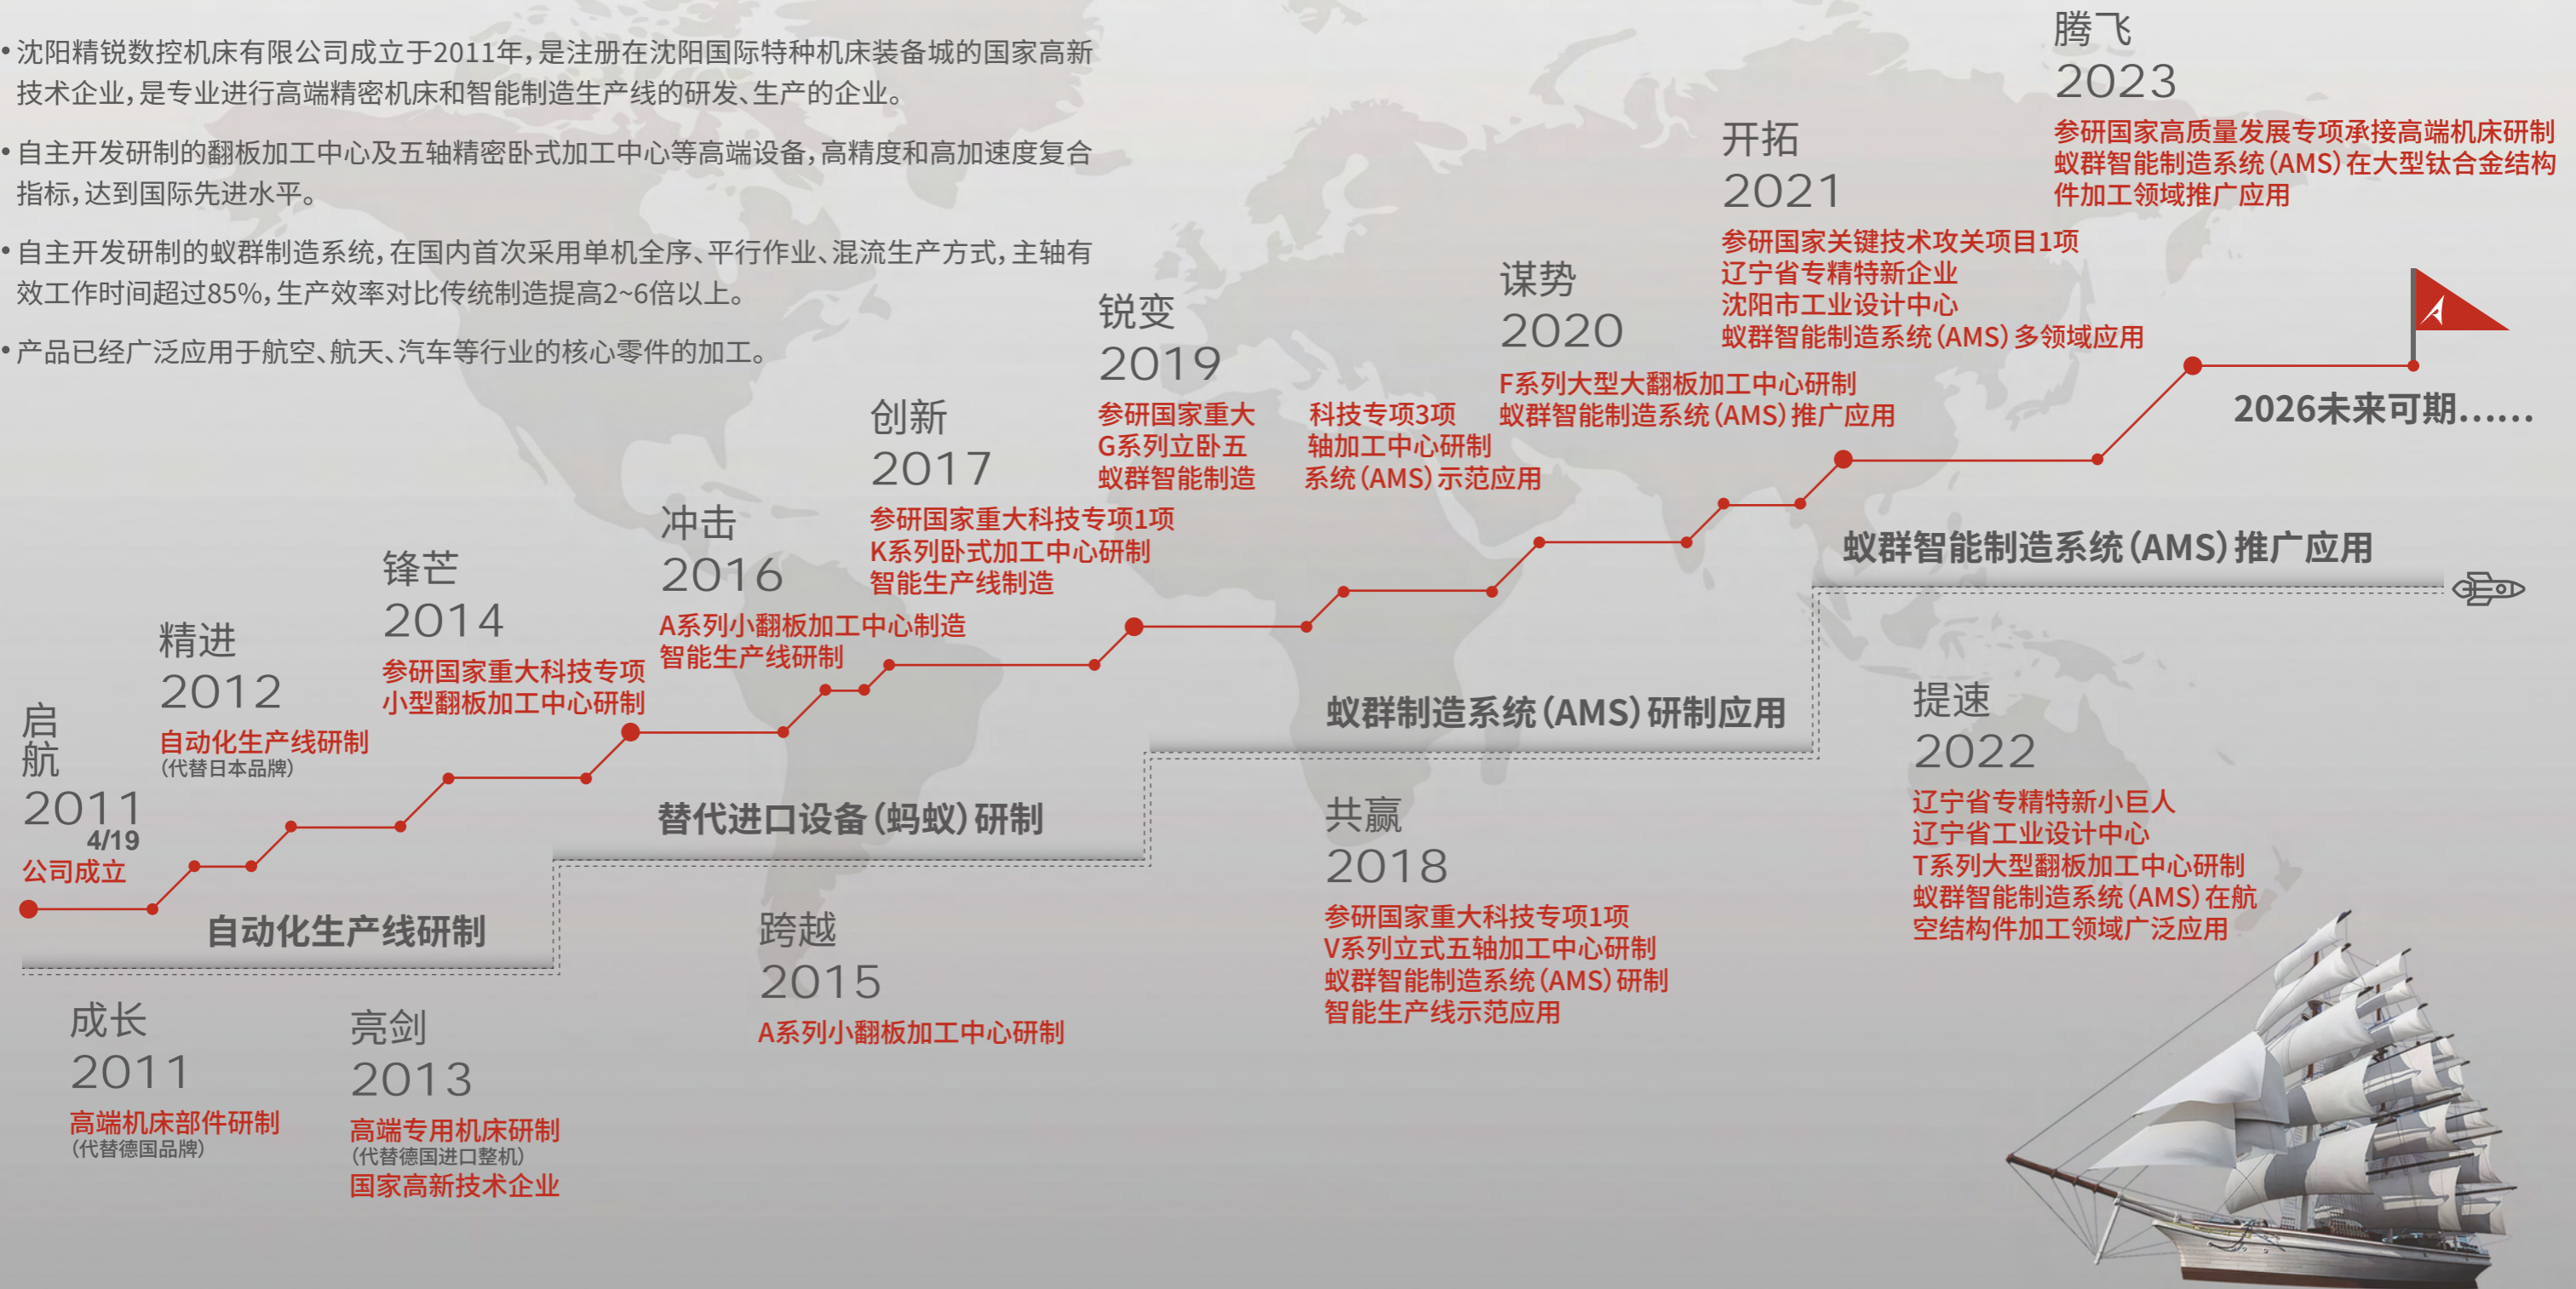 •沈阳精锐数控机床有限公司成立于2011年，是注册在沈阳国际特种机床装备城的国家高新
技术企业，是专业进行高端精密机床和智能制造生产线的研发、生产的企业。
•自主开发研制的翻板加工中心及五轴精密卧式加工中心等高端设备，高精度和高加速度复合
指标，达到国际先进水平。
•自主开发研制的蚁群制造系统，在国内首次采用单机全序、平行作业、混流生产方式，主轴有
效工作时间超过85%，生产效率对比传统制造提高2~6倍以上。
•产品已经广泛应用于航空、航天、汽车等行业的核心零件的加工。
启
航
2011
4/19
公司成立
成长
2011
高端机床部件研制
（代替德国品牌）
精进
2012
自动化生产线研制
（代替日本品牌）
亮剑
2013
高端专用机床研制
（代替德国进口整机）
国家高新技术企业
自动化生产线研制
锋芒
2014
参研国家重大科技专项
小型翻板加工中心研制
跨越
2015
A系列小翻板加工中心研制
冲击
2016
A系列小翻板加工中心制造
智能生产线研制
创新
2017
参研国家重大科技专项1项
K系列卧式加工中心研制
智能生产线制造
替代进口设备（蚂蚁）研制
共赢
2018
参研国家重大科技专项1项
V系列立式五轴加工中心研制
蚁群智能制造系统（AMS）研制
智能生产线示范应用
锐变
2019
参研国家重大 科技专项3项
G系列立卧五 轴加工中心研制
蚁群智能制造 系统（AMS）示范应用
谋势
2020
F系列大型大翻板加工中心研制
蚁群智能制造系统（AMS）推广应用
蚁群制造系统（AMS）研制应用
开拓
2021
参研国家关键技术攻关项目1项
辽宁省专精特新企业
沈阳市工业设计中心
蚁群智能制造系统（AMS）多领域应用
提速
2022
辽宁省专精特新小巨人
辽宁省工业设计中心
T系列大型翻板加工中心研制
蚁群智能制造系统（AMS）在航
空结构件加工领域广泛应用
腾飞
2023
参研国家高质量发展专项承接高端机床研制
蚁群智能制造系统（AMS）在大型钛合金结构
件加工领域推广应用
2026未来可期……
蚁群智能制造系统（AMS）推广应用